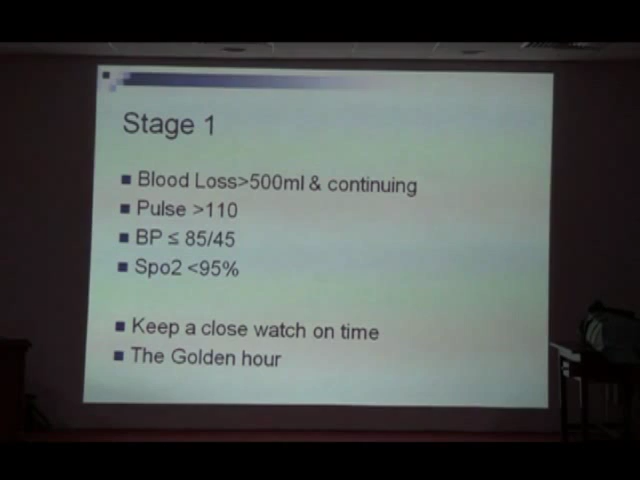 Stage 1
Blood Loss>500ml & continuing
Pulse >110
BP ≤ 85/45
Spo2 <95%
Keep a close watch on time
The Golden hour